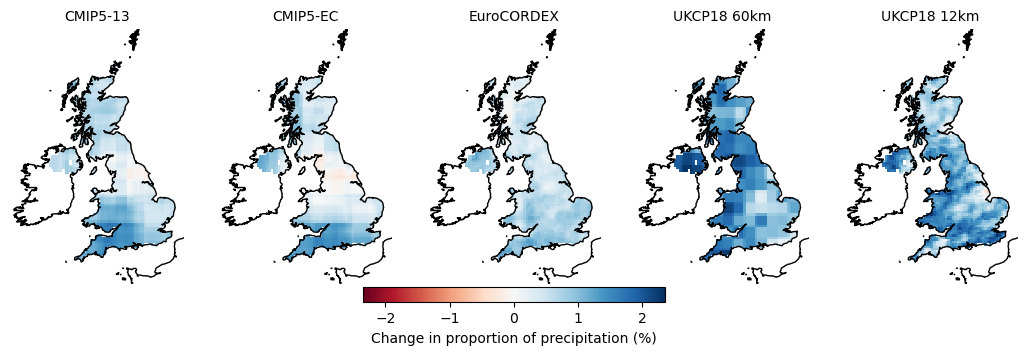 CMIP5-13
CMIP5-EC
EuroCORDEX
UKCP18 60km
UKCP18 12km
−2
−1
0
1
2
Change in proportion of precipitation (%)